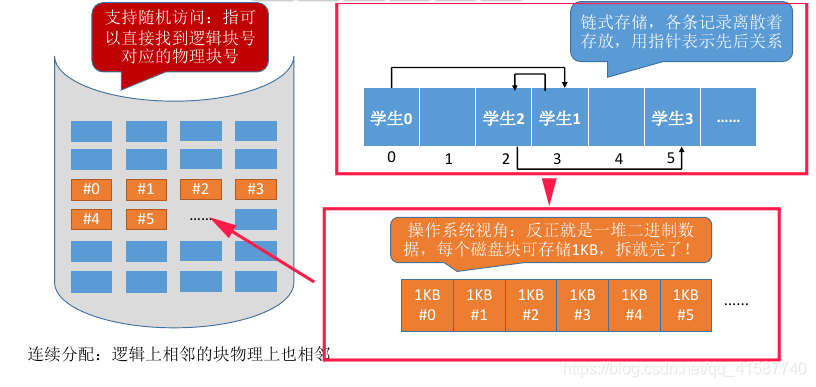 支持随机访问：指可
以直接找到逻辑块号
对应的物理块号
链式存储，各条记录离散着
存放，用指针表示先后关系
学生0 学生2 学生1 学生3 ……
0 1 2 3 4 5
#0 #1 #2 #3
#4 #5 ……
操作系统视角：反正就是一堆二进制数
据，每个磁盘块可存储1KB，拆就完了！
1KB 1KB 1KB 1KB 1KB 1KB
#0 #1 #2 #3 #4 #5 ……
连续分配：逻辑上相邻的块物理上也相邻
https://blog.csdn.net/qq_41587740